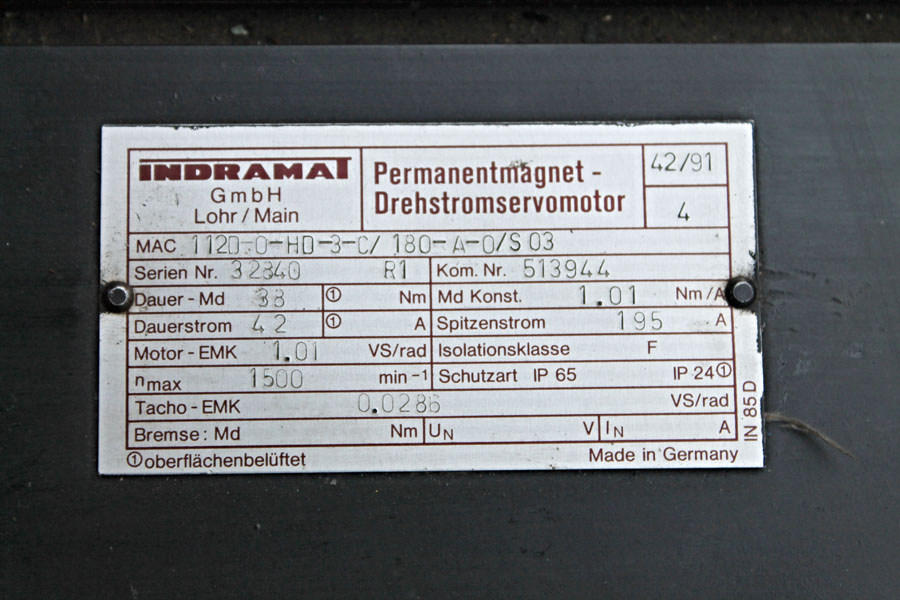 INDRAMAT
GmbH
Lohr / Main
Permanentmagnet -
Drehstromservomotor
42/91
4
MAC 112D-0-HD-3-C/ 180-A-0/S03
Serien Nr. 32340 R1 Kom. Nr. 513944
Dauer - Md 38 ① Nm Md Konst. 1.01 Nm/A
Dauerstrom 42 ① A Spitzenstrom 195 A
Motor - EMK 1.01 VS/rad Isolationsklasse F
nmax 1500 min -1 Schutzart IP 65 IP 24①
Tacho - EMK 0.0286 VS/rad
Bremse : Md Nm UN V IN A
①oberflächenbelüftet Made in Germany
IN 85D